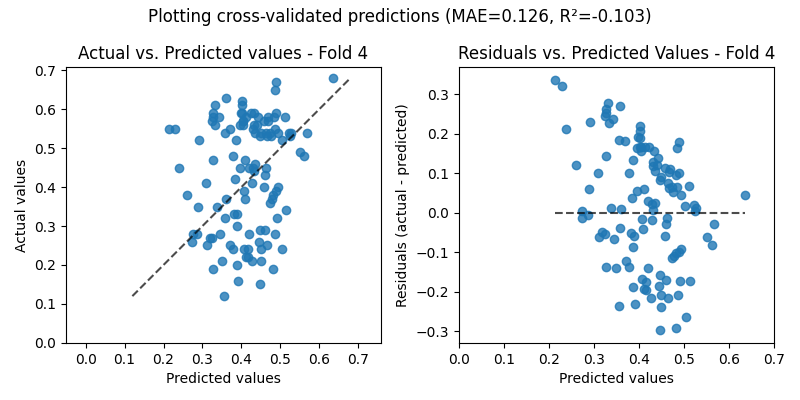 Plotting cross-validated predictions (MAE=0.126, R²=-0.103)
Actual vs. Predicted values - Fold 4
Actual values
0.7
0.6
0.5
0.4
0.3
0.2
0.1
0.0
0.0 0.1 0.2 0.3 0.4 0.5 0.6 0.7
Predicted values
Residuals vs. Predicted Values - Fold 4
Residuals (actual - predicted)
0.3
0.2
0.1
0.0
−0.1
−0.2
−0.3
0.0 0.1 0.2 0.3 0.4 0.5 0.6 0.7
Predicted values